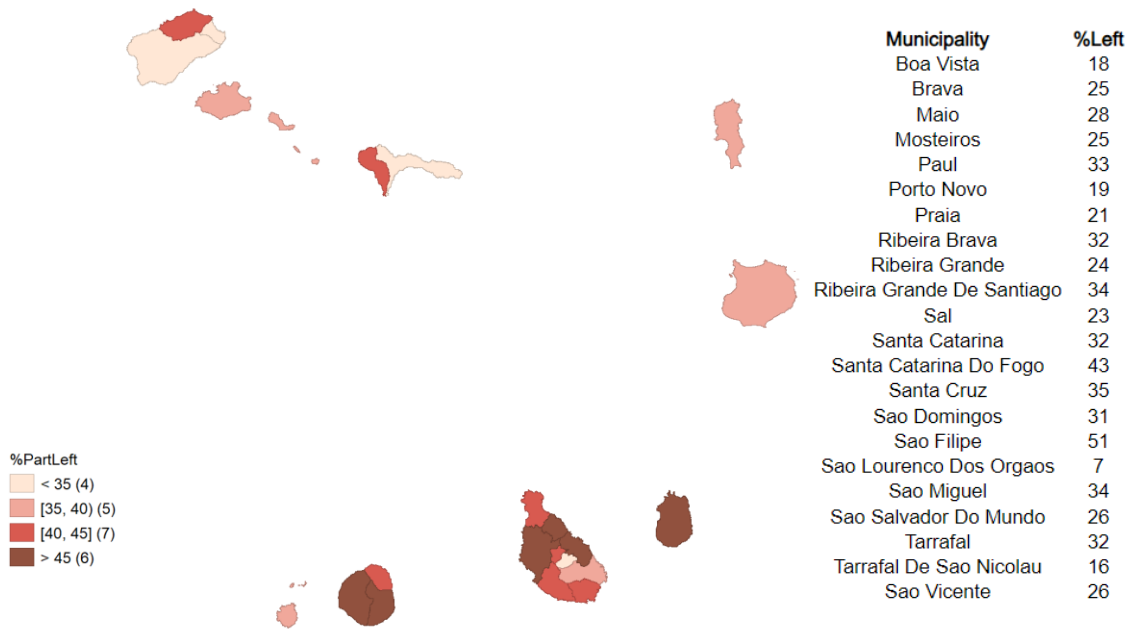 Municipality %Left
Boa Vista 18
Brava 25
Maio 28
Mosteiros 25
Paul 33
Porto Novo 19
Praia 21
Ribeira Brava 32
Ribeira Grande 24
Ribeira Grande De Santiago 34
Sal 23
Santa Catarina 32
Santa Catarina Do Fogo 43
Santa Cruz 35
Sao Domingos 31
Sao Filipe 51
Sao Lourenco Dos Orgaos 7
Sao Miguel 34
Sao Salvador Do Mundo 26
Tarrafal 32
Tarrafal De Sao Nicolau 16
Sao Vicente 26
%PartLeft
< 35 (4)
[35, 40) (5)
[40, 45] (7)
> 45 (6)